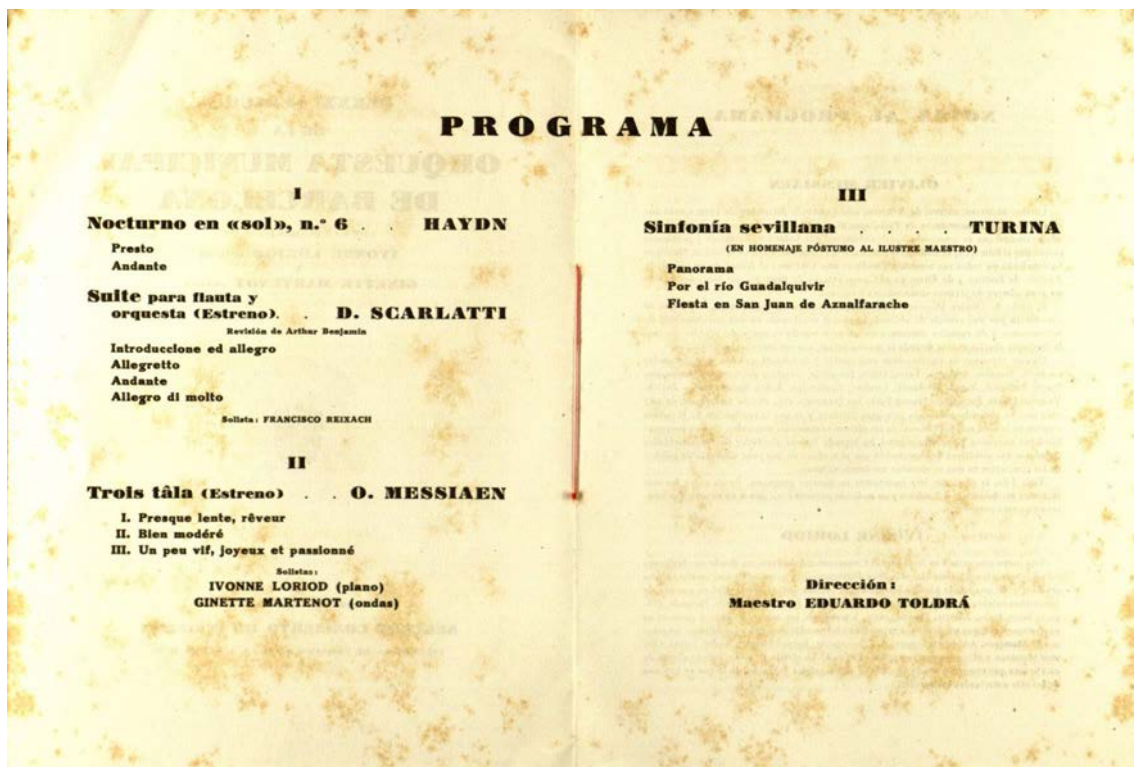 PROGRAMA
I
Nocturno en «sol», n.º 6 . . HAYDN
Presto
Andante
Suite para flauta y
orquesta (Estreno). . D. SCARLATTI
Revisión de Arthur Benjamin
Introduccione ed allegro
Allegretto
Andante
Allegro di molto
Solista: FRANCISCO REIXACH
II
Trois tâla (Estreno) . . O. MESSIAEN
I. Presque lente, rêveur
II. Bien modéré
III. Un peu vif, joyeux et passionné
Solistas:
IVONNE LORIOD (piano)
GINETTE MARTENOT (ondas)
III
Sinfonía sevillana . . . . TURINA
(EN HOMENAJE PÓSTUMO AL ILUSTRE MAESTRO)
Panorama
Por el río Guadalquivir
Fiesta en San Juan de Aznalfarache
Dirección:
Maestro EDUARDO TOLDRÁ